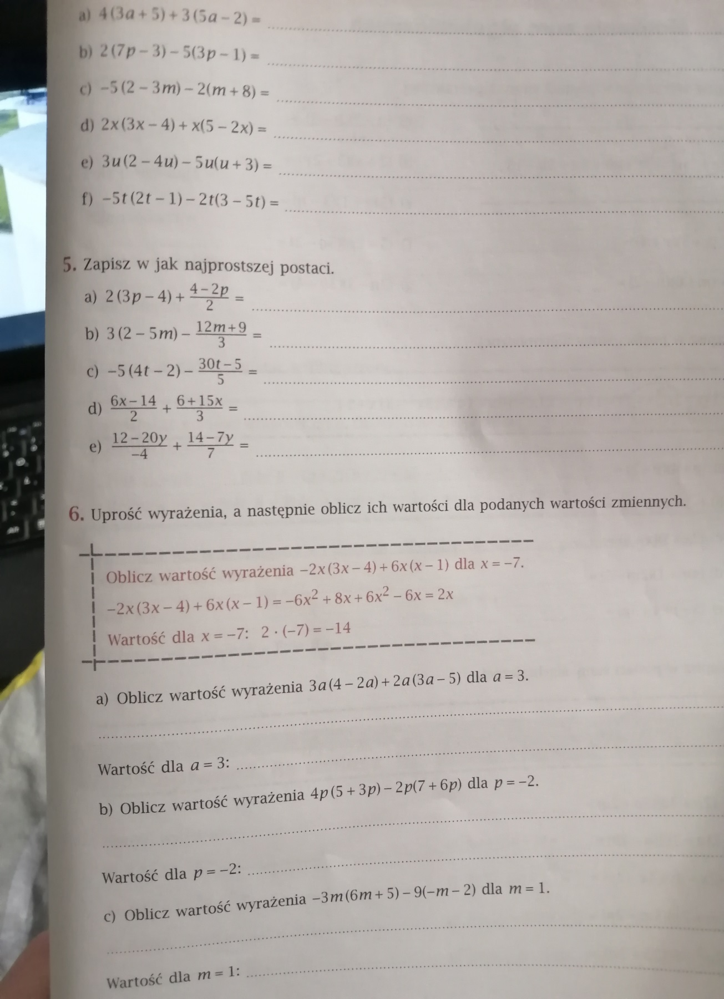 a) 4(3a + 5) + 3(5a − 2) =
b) 2(7p − 3) − 5(3p − 1) =
c) −5(2 − 3m) − 2(m + 8) =
d) 2x(3x − 4) + x(5 − 2x) =
e) 3u(2 − 4u) − 5u(u + 3) =
f) −5t(2t − 1) − 2t(3 − 5t) =
5. Zapisz w jak najprostszej postaci.
a) 2(3p − 4) + \frac{4 − 2p}{2} =
b) 3(2 − 5m) − \frac{12m + 9}{3} =
c) −5(4t − 2) − \frac{30t − 5}{5} =
d) \frac{6x − 14}{2} + \frac{6 + 15x}{3} =
e) \frac{12 − 20y}{−4} + \frac{14 − 7y}{7} =
6. Uprość wyrażenia, a następnie oblicz ich wartości dla podanych wartości zmiennych.
Oblicz wartość wyrażenia −2x(3x − 4) + 6x(x − 1) dla x = −7.
−2x(3x − 4) + 6x(x − 1) = −6x² + 8x + 6x² − 6x = 2x
Wartość dla x = −7: 2 · (−7) = −14
a) Oblicz wartość wyrażenia 3a(4 − 2a) + 2a(3a − 5) dla a = 3.
Wartość dla a = 3:
b) Oblicz wartość wyrażenia 4p(5 + 3p) − 2p(7 + 6p) dla p = −2.
Wartość dla p = −2:
c) Oblicz wartość wyrażenia −3m(6m + 5) − 9(−m − 2) dla m = 1.
Wartość dla m = 1: